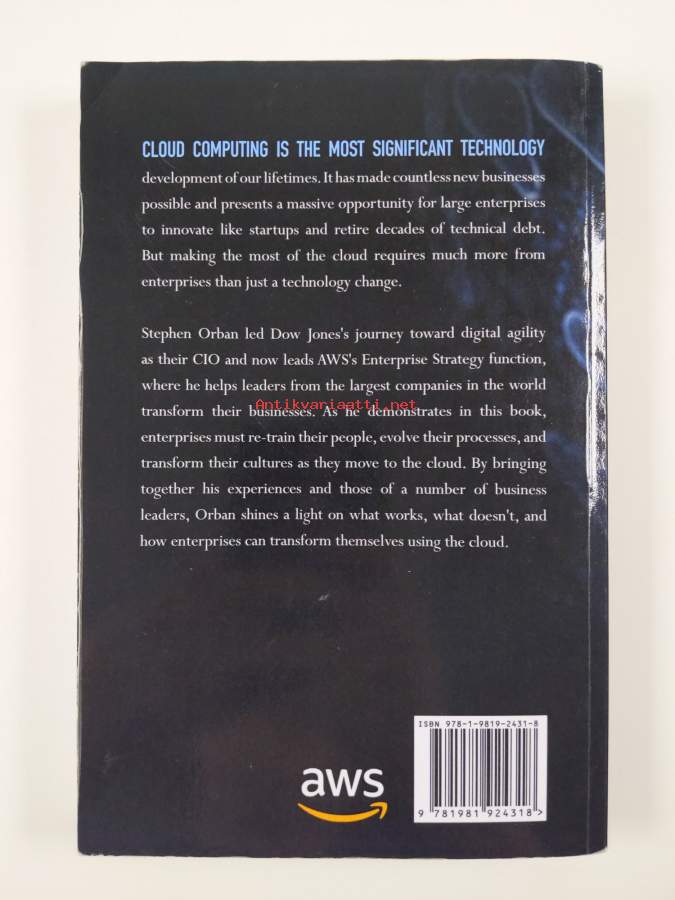 CLOUD COMPUTING IS THE MOST SIGNIFICANT TECHNOLOGY
development of our lifetimes. It has made countless new businesses
possible and presents a massive opportunity for large enterprises
to innovate like startups and retire decades of technical debt.
But making the most of the cloud requires much more from
enterprises than just a technology change.
Stephen Orban led Dow Jones's journey toward digital agility
as their CIO and now leads AWS's Enterprise Strategy function,
where he helps leaders from the largest companies in the world
transform their businesses. As he demonstrates in this book,
Antikvariaatti.net
enterprises must re-train their people, evolve their processes, and
transform their cultures as they move to the cloud. By bringing
together his experiences and those of a number of business
leaders, Orban shines a light on what works, what doesn't, and
how enterprises can transform themselves using the cloud.
ISBN 978-1-9819-2431-8
aws
9 781981 924318 >